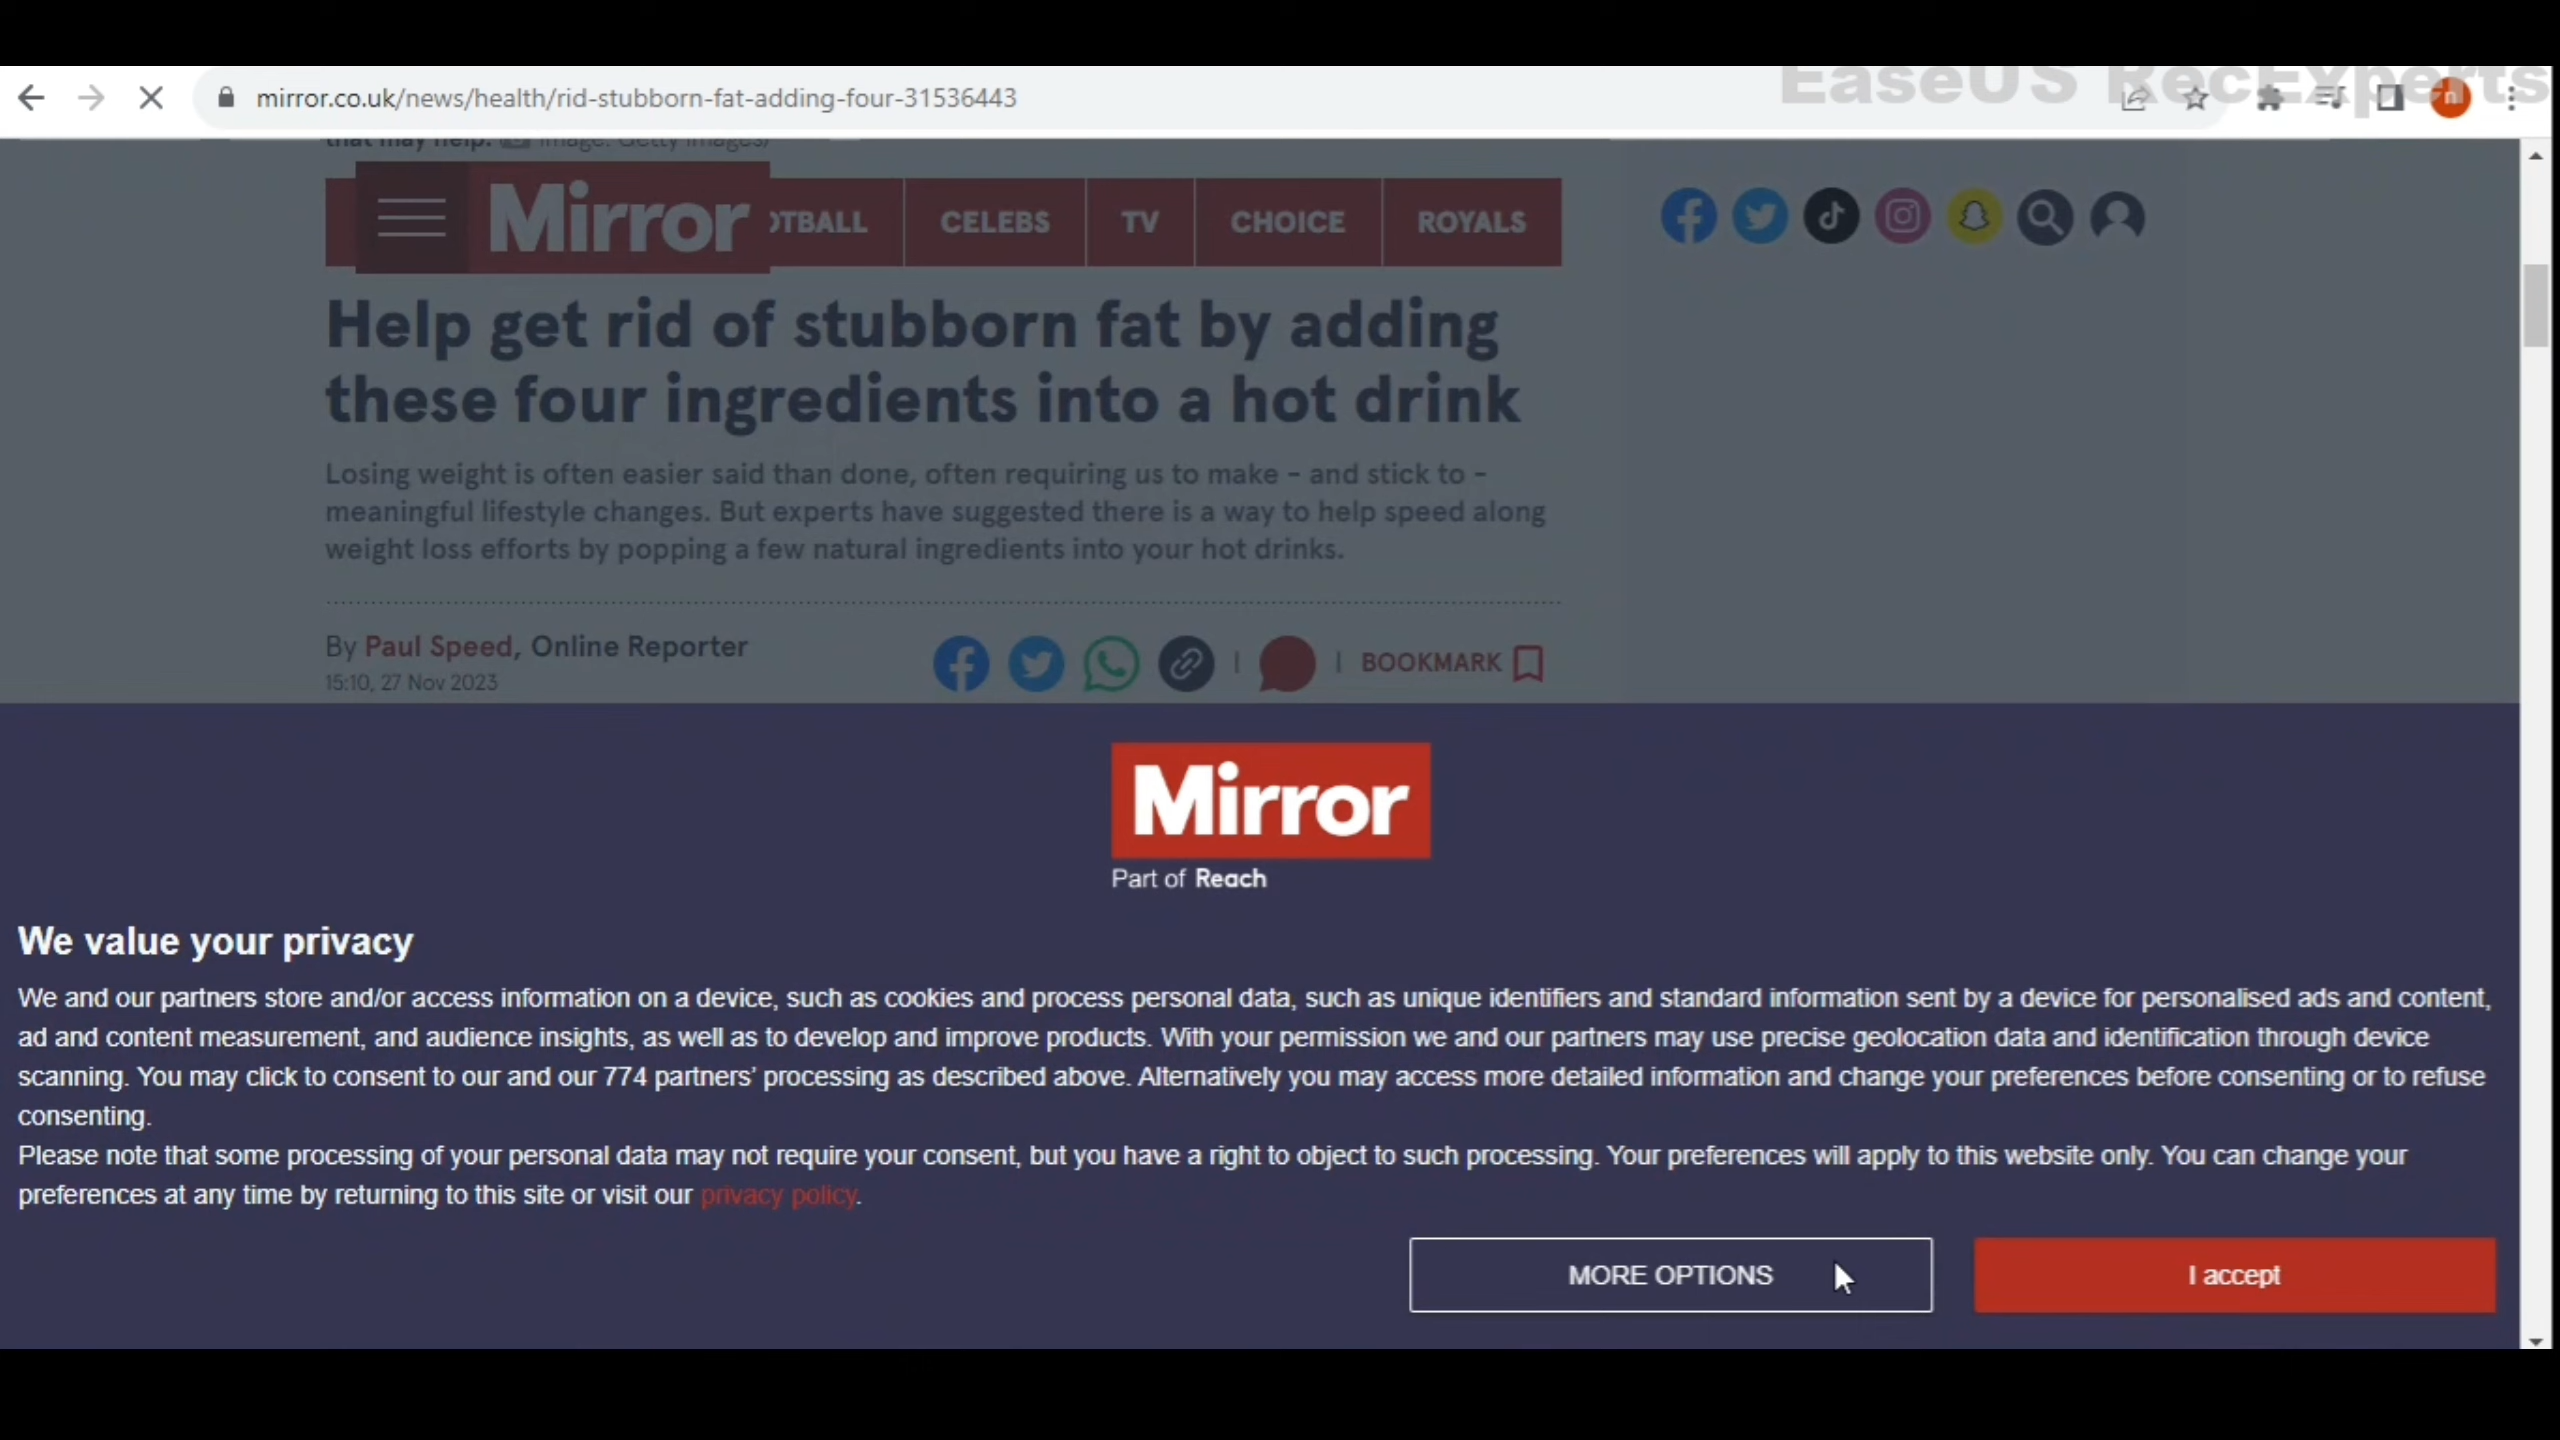 EaseUS RecExperts
mirror.co.uk/news/health/rid-stubborn-fat-adding-four-31536443
n
that may help. Image: Getty Images)
Mirror
OTBALL
CELEBS
TV
CHOICE
ROYALS
Help get rid of stubborn fat by adding
these four ingredients into a hot drink
Losing weight is often easier said than done, often requiring us to make - and stick to -
meaningful lifestyle changes. But experts have suggested there is a way to help speed along
weight loss efforts by popping a few natural ingredients into your hot drinks.
By Paul Speed, Online Reporter
15:10, 27 Nov 2023
BOOKMARK
Mirror
Part of Reach
We value your privacy
We and our partners store and/or access information on a device, such as cookies and process personal data, such as unique identifiers and standard information sent by a device for personalised ads and content,
ad and content measurement, and audience insights, as well as to develop and improve products. With your permission we and our partners may use precise geolocation data and identification through device
scanning. You may click to consent to our and our 774 partners' processing as described above. Alternatively you may access more detailed information and change your preferences before consenting or to refuse
consenting.
Please note that some processing of your personal data may not require your consent, but you have a right to object to such processing. Your preferences will apply to this website only. You can change your
preferences at any time by returning to this site or visit our privacy policy.
MORE OPTIONS
I accept